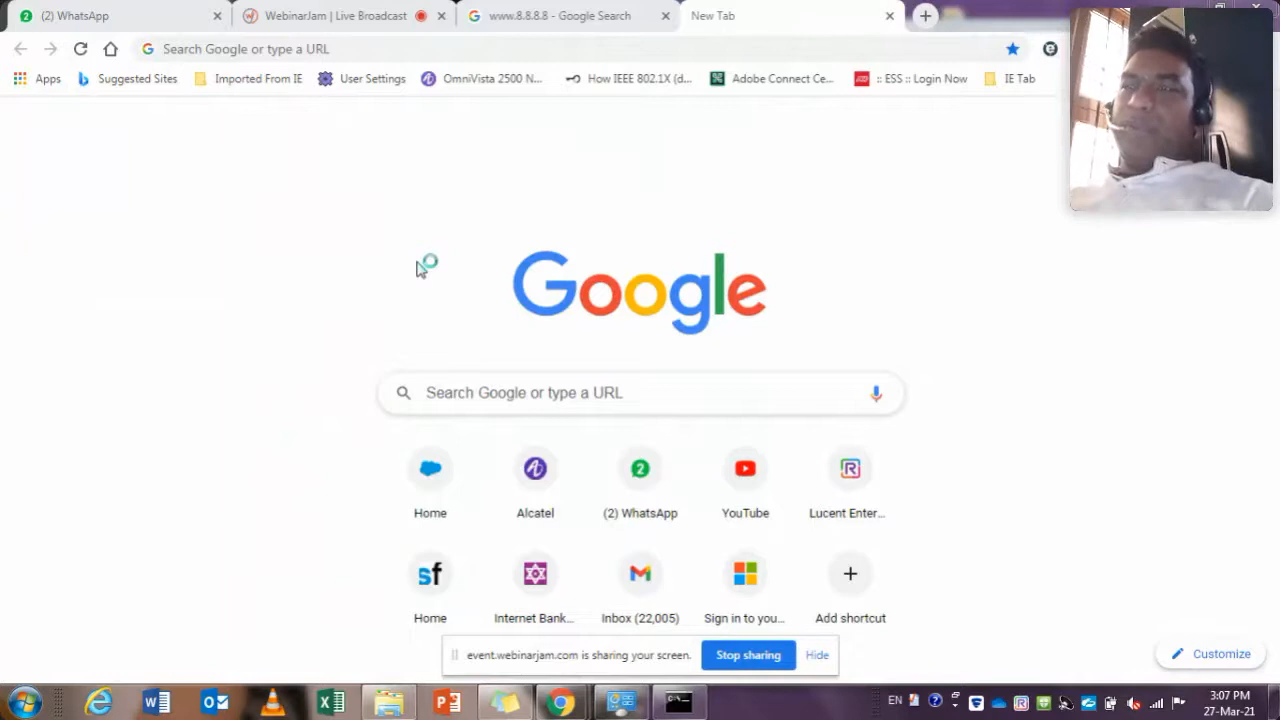 (2) WhatsApp
WebinarJam | Live Broadcast
www.8.8.8.8 - Google Search
New Tab
Search Google or type a URL
Apps
Suggested Sites
Imported From IE
User Settings
OmniVista 2500 N...
How IEEE 802.1X (d...
Adobe Connect Ce...
:: ESS :: Login Now
IE Tab
Google
Search Google or type a URL
Home
Alcatel
(2) WhatsApp
YouTube
Lucent Enter...
Home
Internet Bank...
Inbox (22,005)
Sign in to you...
Add shortcut
event.webinarjam.com is sharing your screen.
Stop sharing
Hide
Customize
EN
3:07 PM
27-Mar-21